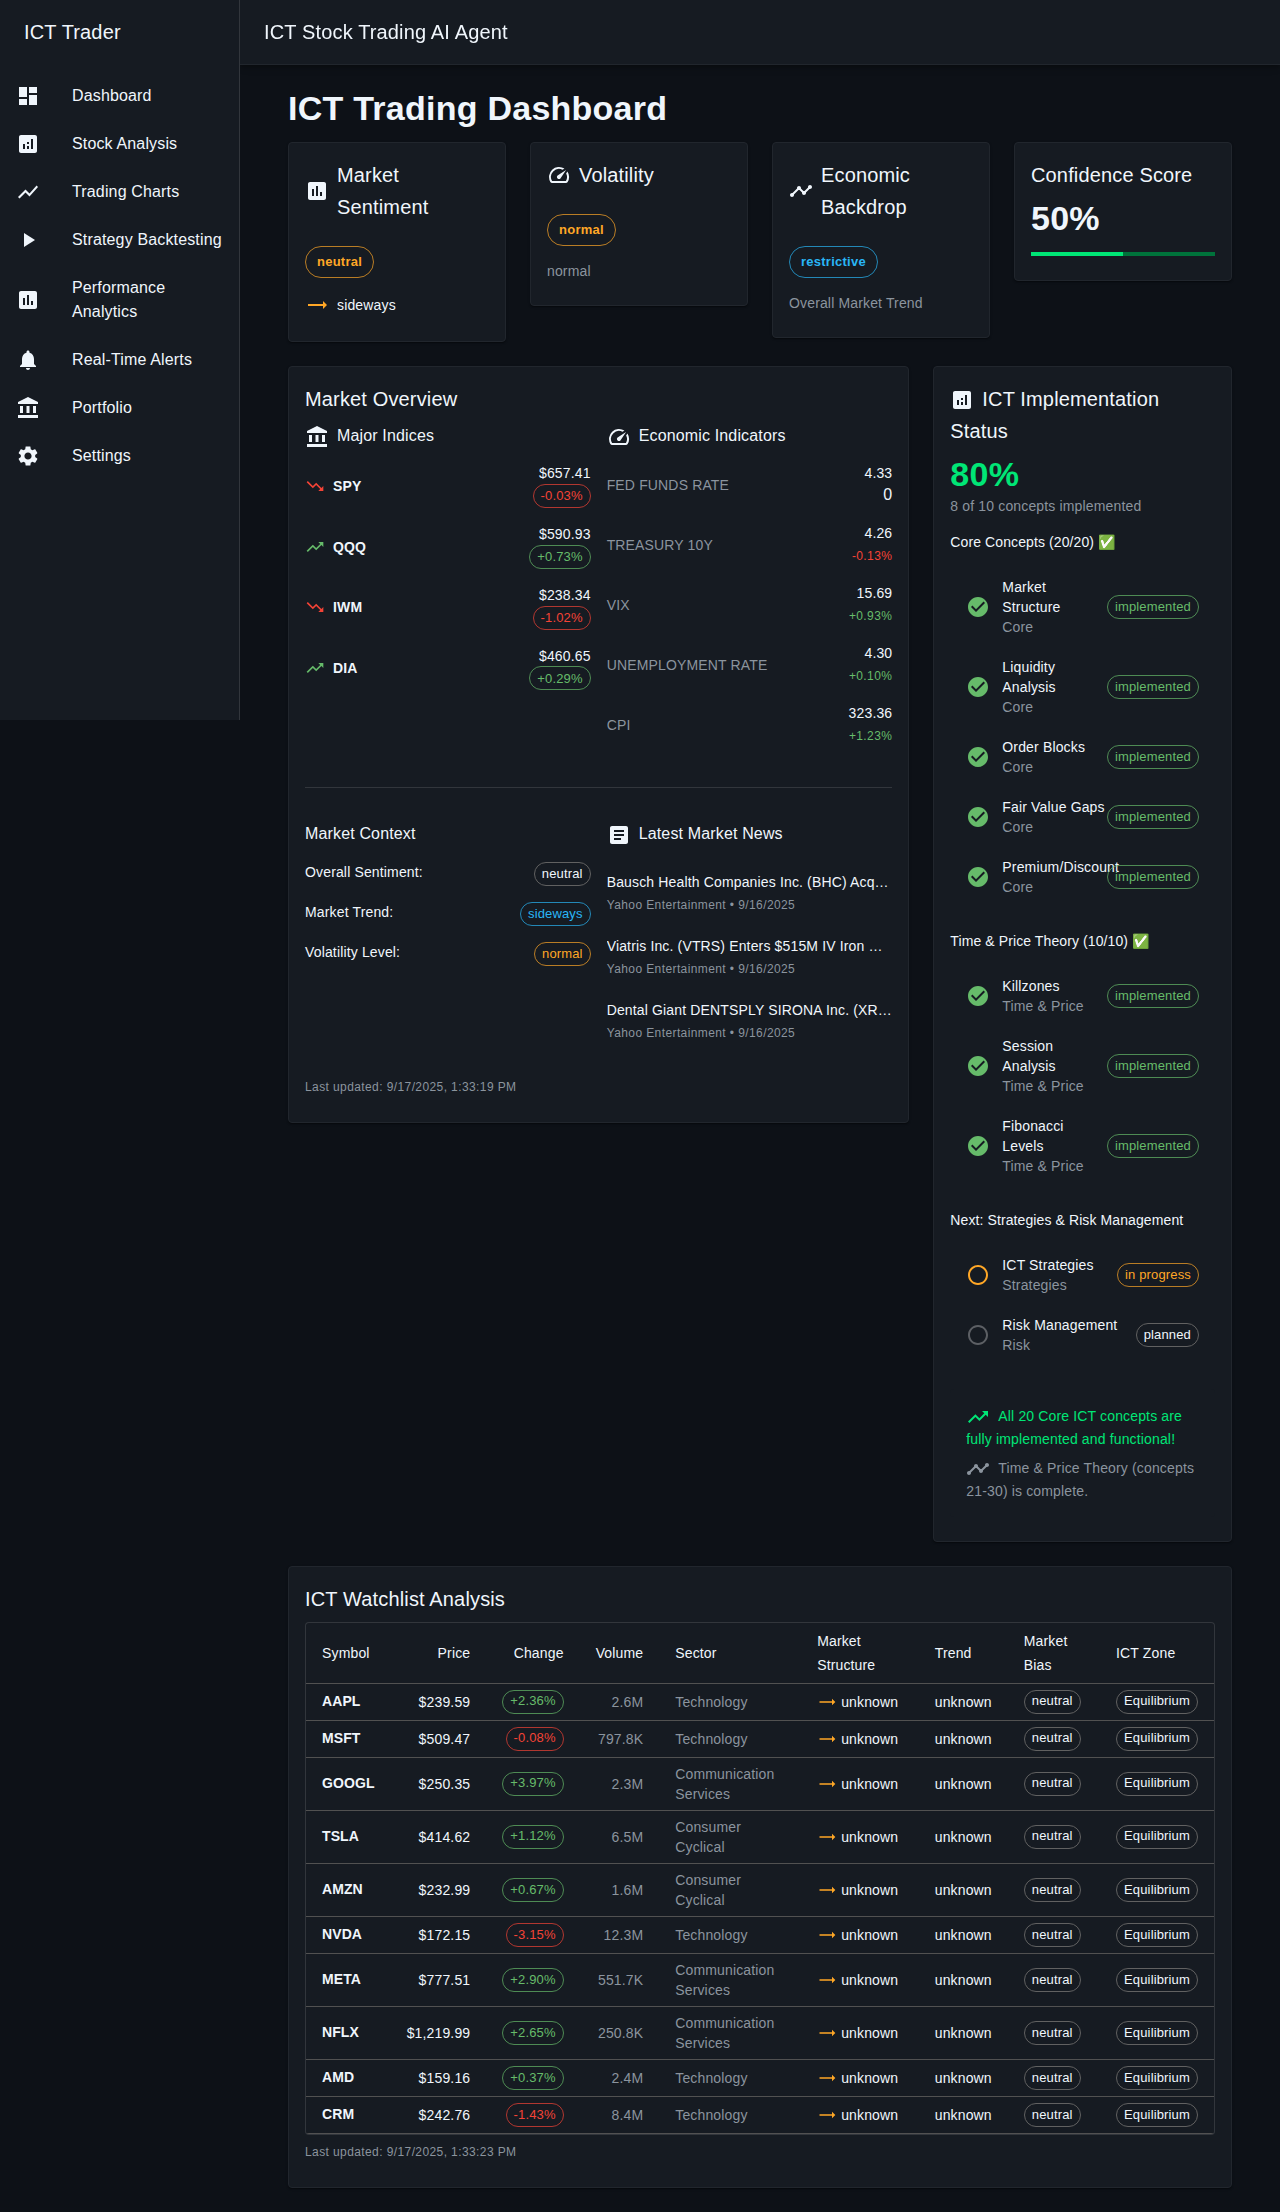 ICT Trader
ICT Stock Trading AI Agent
Dashboard
Stock Analysis
Trading Charts
Strategy Backtesting
Performance
Analytics
Real-Time Alerts
Portfolio
Settings
ICT Trading Dashboard
Market
Sentiment
neutral
sideways
Volatility
normal
normal
Economic
Backdrop
restrictive
Overall Market Trend
Confidence Score
50%
Market Overview
Major Indices
SPY $657.41
-0.03%
QQQ $590.93
+0.73%
IWM $238.34
-1.02%
DIA $460.65
+0.29%
Economic Indicators
FED FUNDS RATE 4.33
0
TREASURY 10Y 4.26
-0.13%
VIX 15.69
+0.93%
UNEMPLOYMENT RATE 4.30
+0.10%
CPI 323.36
+1.23%
Market Context
Overall Sentiment: neutral
Market Trend: sideways
Volatility Level: normal
Latest Market News
Bausch Health Companies Inc. (BHC) Acq…
Yahoo Entertainment • 9/16/2025
Viatris Inc. (VTRS) Enters $515M IV Iron …
Yahoo Entertainment • 9/16/2025
Dental Giant DENTSPLY SIRONA Inc. (XR…
Yahoo Entertainment • 9/16/2025
Last updated: 9/17/2025, 1:33:19 PM
ICT Implementation
Status
80%
8 of 10 concepts implemented
Core Concepts (20/20) ✅
Market
Structure
Core
implemented
Liquidity
Analysis
Core
implemented
Order Blocks
Core
implemented
Fair Value Gaps
Core
implemented
Premium/Discount
Core
implemented
Time & Price Theory (10/10) ✅
Killzones
Time & Price
implemented
Session
Analysis
Time & Price
implemented
Fibonacci
Levels
Time & Price
implemented
Next: Strategies & Risk Management
ICT Strategies
Strategies
in progress
Risk Management
Risk
planned
All 20 Core ICT concepts are
fully implemented and functional!
Time & Price Theory (concepts
21-30) is complete.
ICT Watchlist Analysis
Symbol Price Change Volume Sector Market Structure Trend Market Bias ICT Zone
AAPL $239.59 +2.36% 2.6M Technology unknown unknown neutral Equilibrium
MSFT $509.47 -0.08% 797.8K Technology unknown unknown neutral Equilibrium
GOOGL $250.35 +3.97% 2.3M Communication Services unknown unknown neutral Equilibrium
TSLA $414.62 +1.12% 6.5M Consumer Cyclical unknown unknown neutral Equilibrium
AMZN $232.99 +0.67% 1.6M Consumer Cyclical unknown unknown neutral Equilibrium
NVDA $172.15 -3.15% 12.3M Technology unknown unknown neutral Equilibrium
META $777.51 +2.90% 551.7K Communication Services unknown unknown neutral Equilibrium
NFLX $1,219.99 +2.65% 250.8K Communication Services unknown unknown neutral Equilibrium
AMD $159.16 +0.37% 2.4M Technology unknown unknown neutral Equilibrium
CRM $242.76 -1.43% 8.4M Technology unknown unknown neutral Equilibrium
Last updated: 9/17/2025, 1:33:23 PM